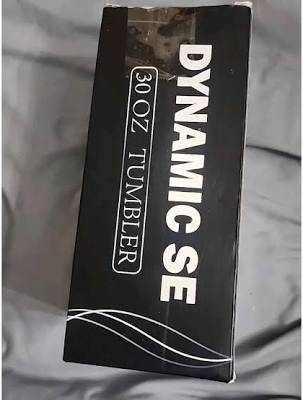 DYNAMIC SE
30 OZ TUMBLER